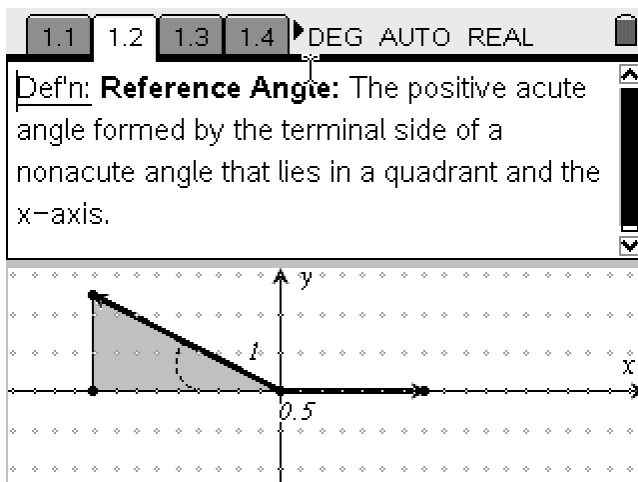 1.1 1.2 1.3 1.4 DEG AUTO REAL
Def'n: Reference Angle: The positive acute
angle formed by the terminal side of a
nonacute angle that lies in a quadrant and the
x-axis.
y
1
x
0.5